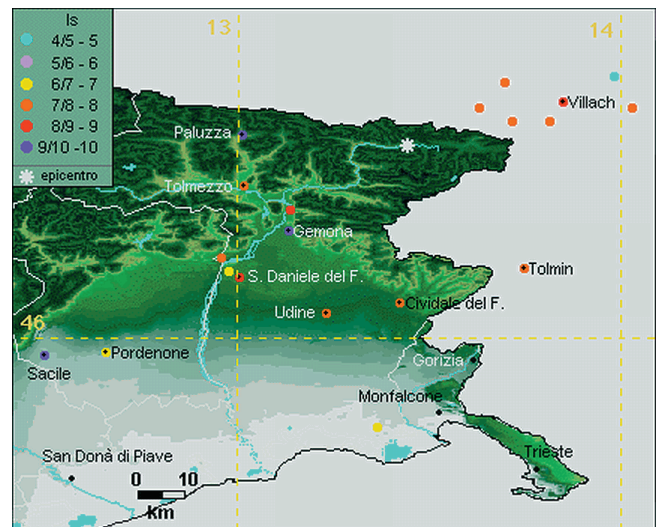 Is
4/5 - 5
5/6 - 6
6/7 - 7
7/8 - 8
8/9 - 9
9/10 -10
epicentro
13
14
Villach
Paluzza
Tolmezzo
Gemona
S. Daniele del F.
Tolmin
Udine
Cividale del F.
46
Pordenone
Sacile
Gorizia
Monfalcone
San Donà di Piave
Trieste
0 10
km